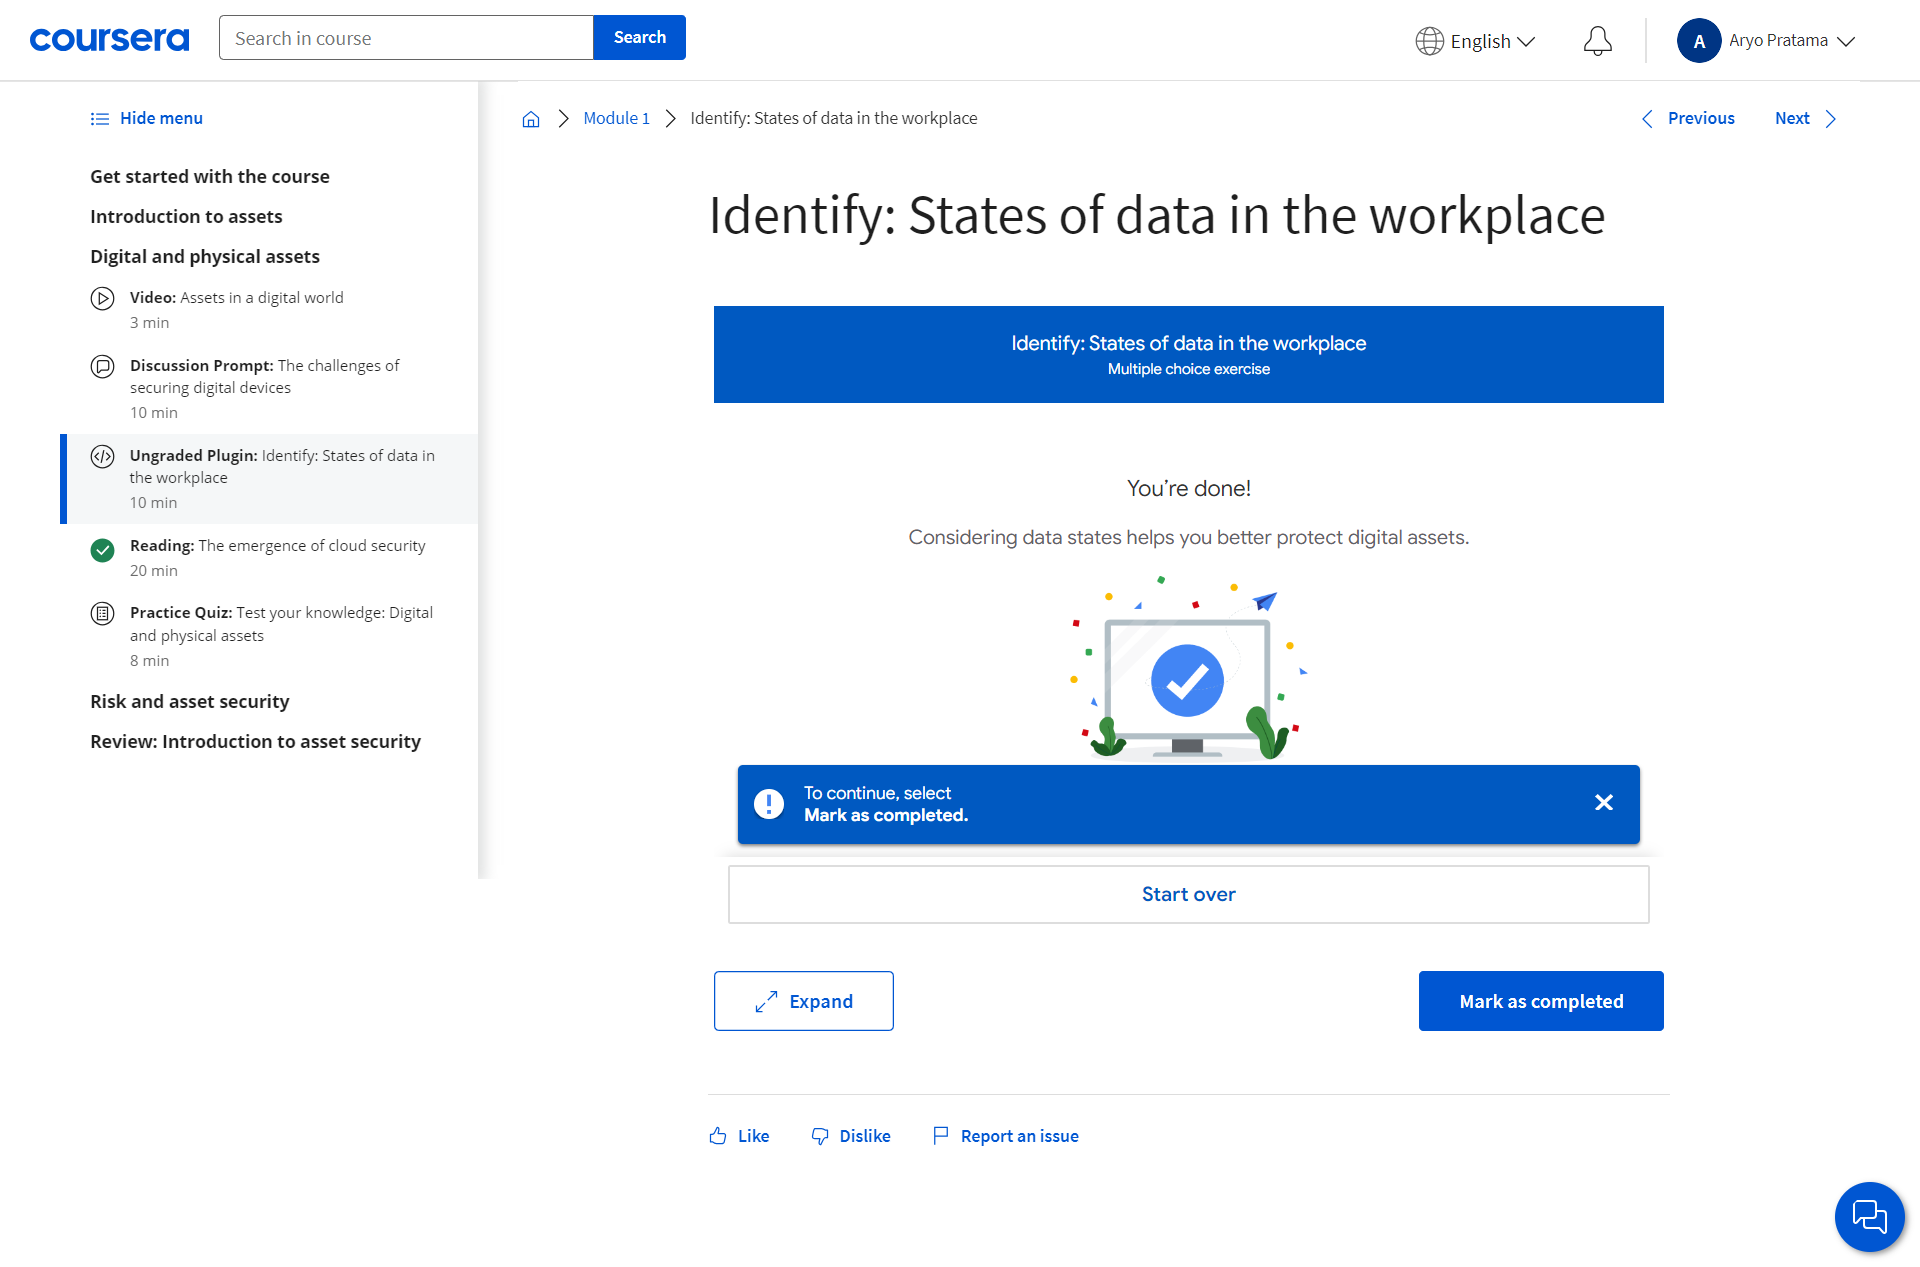 coursera
Search in course
Search
English
A
Aryo Pratama
Hide menu
Get started with the course
Introduction to assets
Digital and physical assets
Video: Assets in a digital world
3 min
Discussion Prompt: The challenges of
securing digital devices
10 min
Ungraded Plugin: Identify: States of data in
the workplace
10 min
Reading: The emergence of cloud security
20 min
Practice Quiz: Test your knowledge: Digital
and physical assets
8 min
Risk and asset security
Review: Introduction to asset security
Module 1
Identify: States of data in the workplace
Previous
Next
Identify: States of data in the workplace
Identify: States of data in the workplace
Multiple choice exercise
You're done!
Considering data states helps you better protect digital assets.
To continue, select
Mark as completed.
Start over
Expand
Mark as completed
Like
Dislike
Report an issue